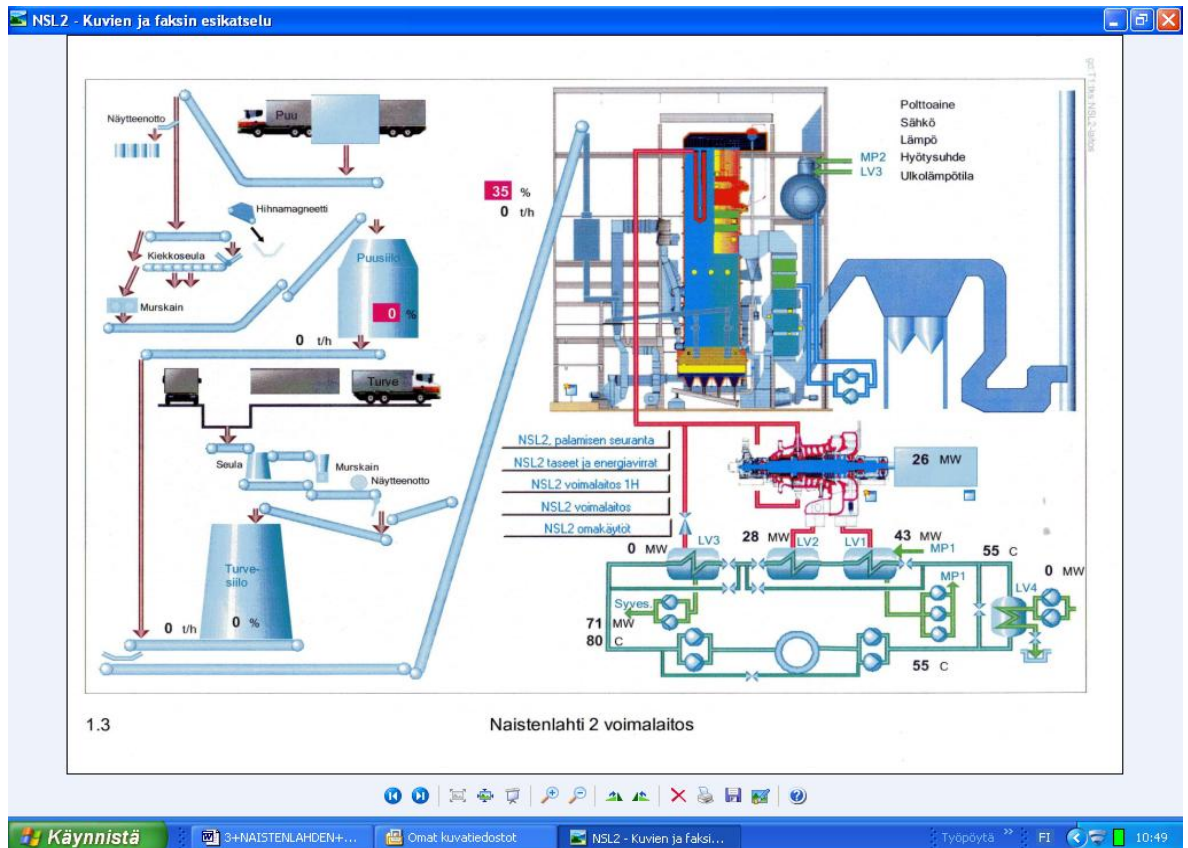 NSL2 - Kuvien ja faksin esikatselu
Näytteenotto
Puu
Hihnamagneetti
Kiekkoseula
Puusiilo
Murskain
0 %
0 t/h
Turve
Seula
Murskain
Näytteenotto
Turve-
siilo
0 t/h
0 %
35 %
0 t/h
Polttoaine
Sähkö
Lämpö
MP2 Hyötysuhde
LV3 Ulkolämpötila
NSL2, palamisen seuranta
NSL2 taseet ja energiavirrat
NSL2 voimalaitos 1H
NSL2 voimalaitos
NSL2 omakäytöt
26 MW
0 MW
LV3
28 MW
LV2
LV1
43 MW
MP1
55 C
MP1
0 MW
LV4
Syves.
71 MW
80 C
55 C
1.3 Naistenlahti 2 voimalaitos
Käynnistä
3+NAISTENLAHDEN+...
Omat kuvatiedostot
NSL2 - Kuvien ja faksi...
Työpöytä
FI
10:49